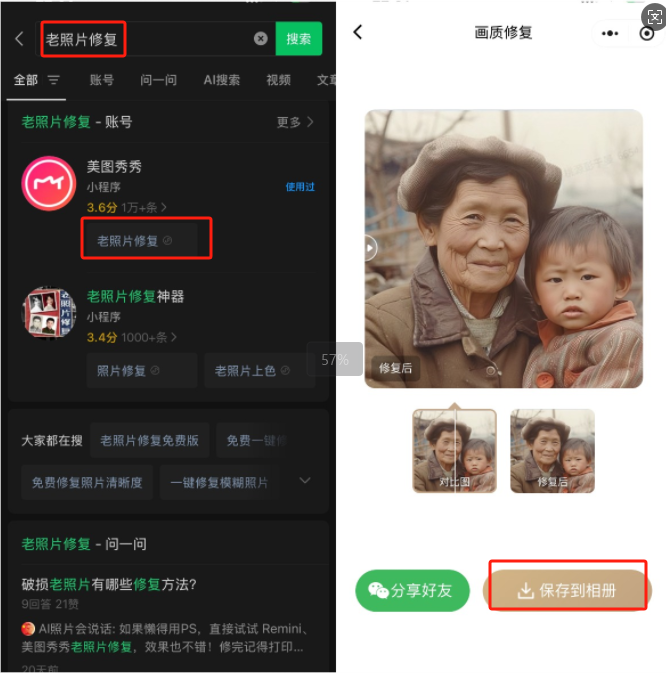 老照片修复
搜索
全部 账号 问一问 AI搜索 视频 文章
老照片修复 - 账号
更多
美图秀秀
小程序
使用过
3.6分 1万+条
老照片修复
老照片修复神器
小程序
3.4分 1000+条
照片修复
老照片上色
大家都在搜
老照片修复免费版
免费一键修
免费修复照片清晰度
一键修复模糊照片
老照片修复 - 问一问
破损老照片有哪些修复方法?
9回答 21赞
AI照片会说话: 如果懒得用PS，直接试试 Remini、
美图秀秀老照片修复，效果也不错！修完记得打印...
20天前
57%
画质修复
修复后
对比图
修复后
分享好友
保存到相册